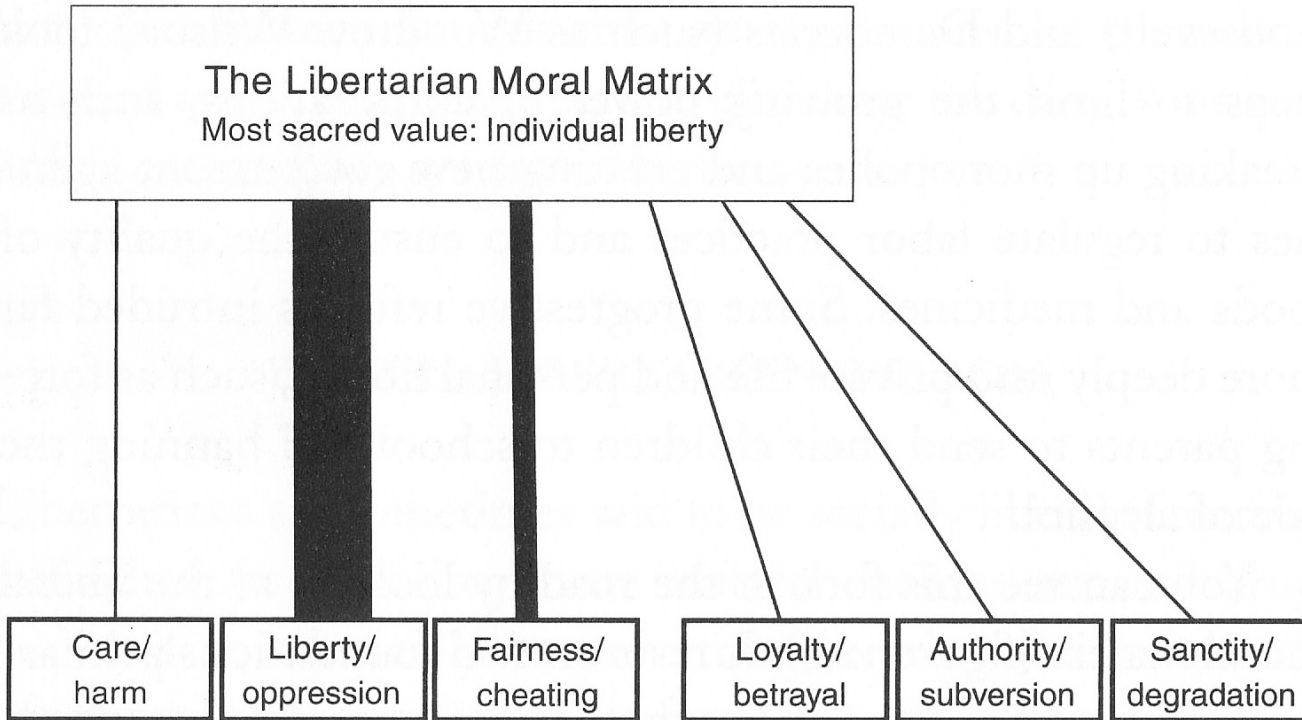 The Libertarian Moral Matrix
Most sacred value: Individual liberty
Care/
harm
Liberty/
oppression
Fairness/
cheating
Loyalty/
betrayal
Authority/
subversion
Sanctity/
degradation